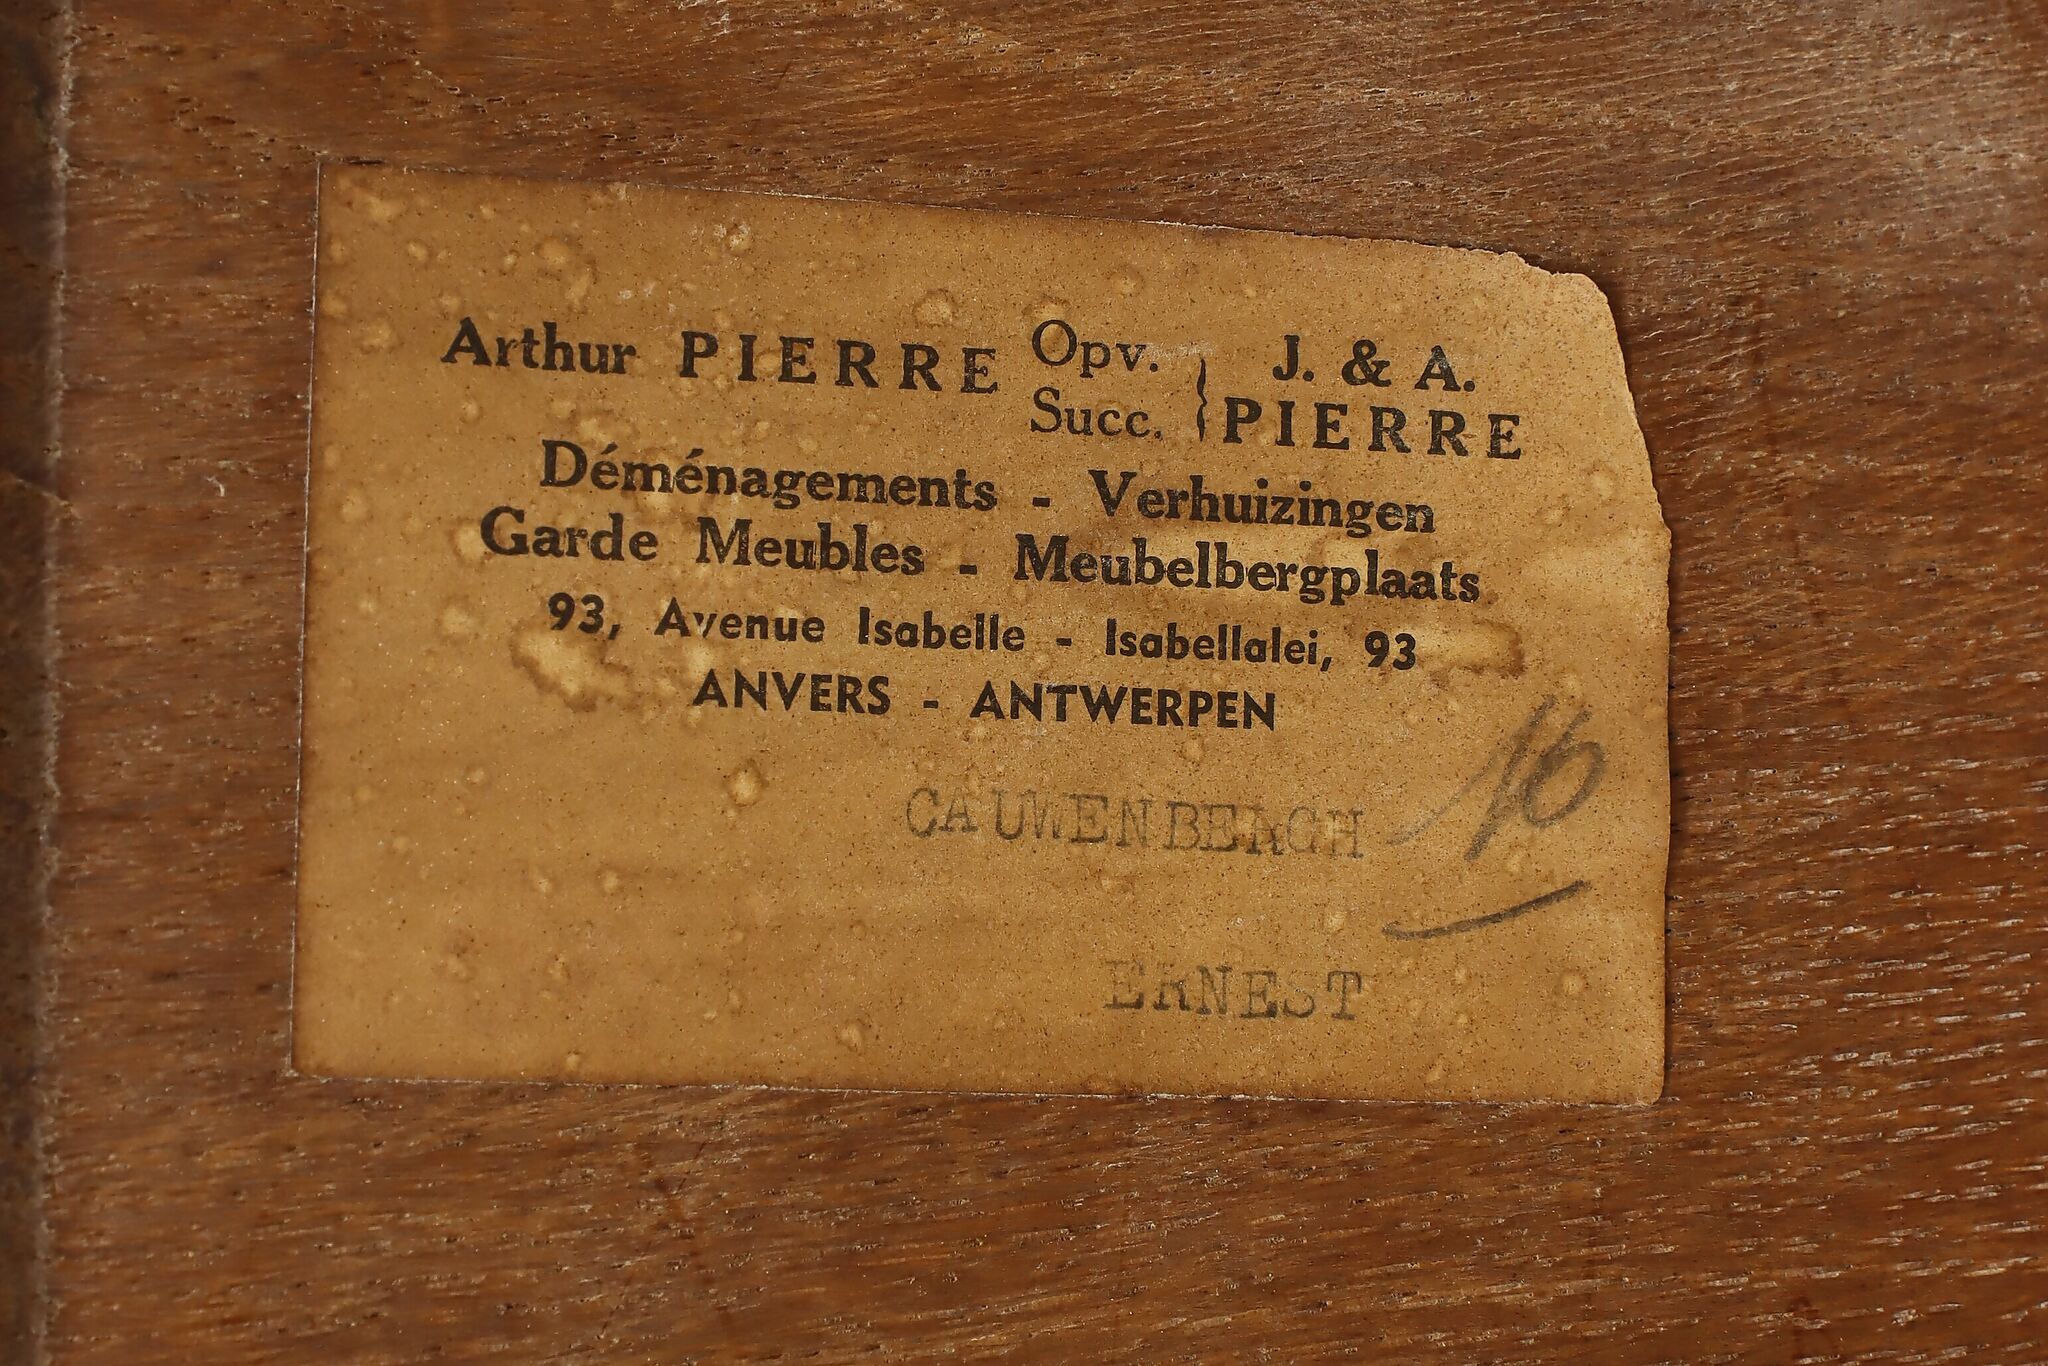 Arthur PIERRE Opv. Succ. } J. & A. PIERRE
Déménagements - Verhuizingen
Garde Meubles - Meubelbergplaats
93, Avenue Isabelle - Isabellalei, 93
ANVERS - ANTWERPEN
CAUWENBERGH
16
ERNEST